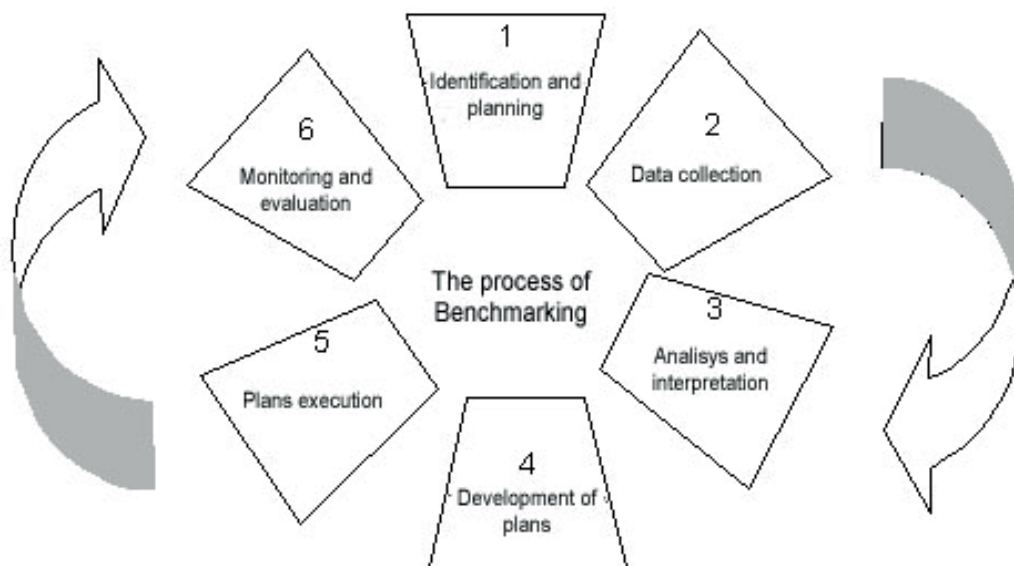 1
Identification and
planning
2
Data collection
3
Analisys and
interpretation
4
Development of
plans
5
Plans execution
6
Monitoring and
evaluation
The process of
Benchmarking